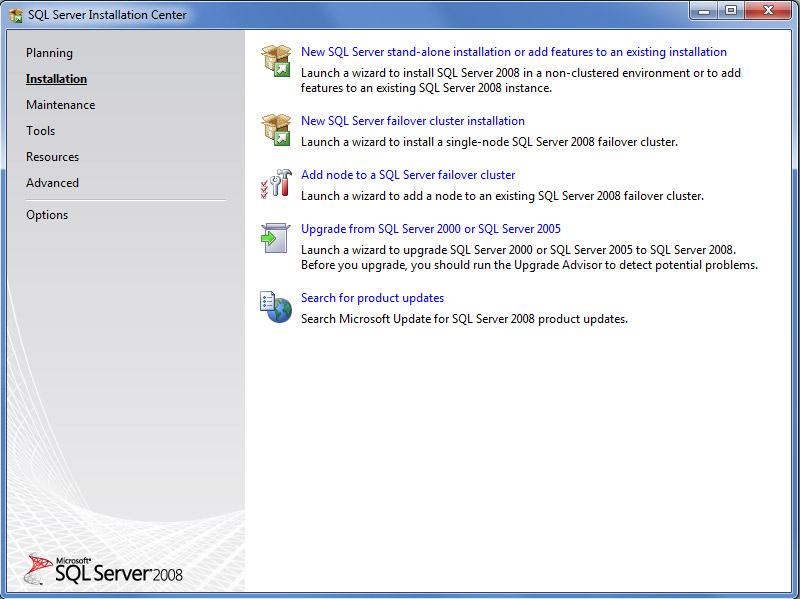 SQL Server Installation Center
Planning
Installation
Maintenance
Tools
Resources
Advanced
Options
New SQL Server stand-alone installation or add features to an existing installation
Launch a wizard to install SQL Server 2008 in a non-clustered environment or to add
features to an existing SQL Server 2008 instance.
New SQL Server failover cluster installation
Launch a wizard to install a single-node SQL Server 2008 failover cluster.
Add node to a SQL Server failover cluster
Launch a wizard to add a node to an existing SQL Server 2008 failover cluster.
Upgrade from SQL Server 2000 or SQL Server 2005
Launch a wizard to upgrade SQL Server 2000 or SQL Server 2005 to SQL Server 2008.
Before you upgrade, you should run the Upgrade Advisor to detect potential problems.
Search for product updates
Search Microsoft Update for SQL Server 2008 product updates.
Microsoft®
SQL Server 2008